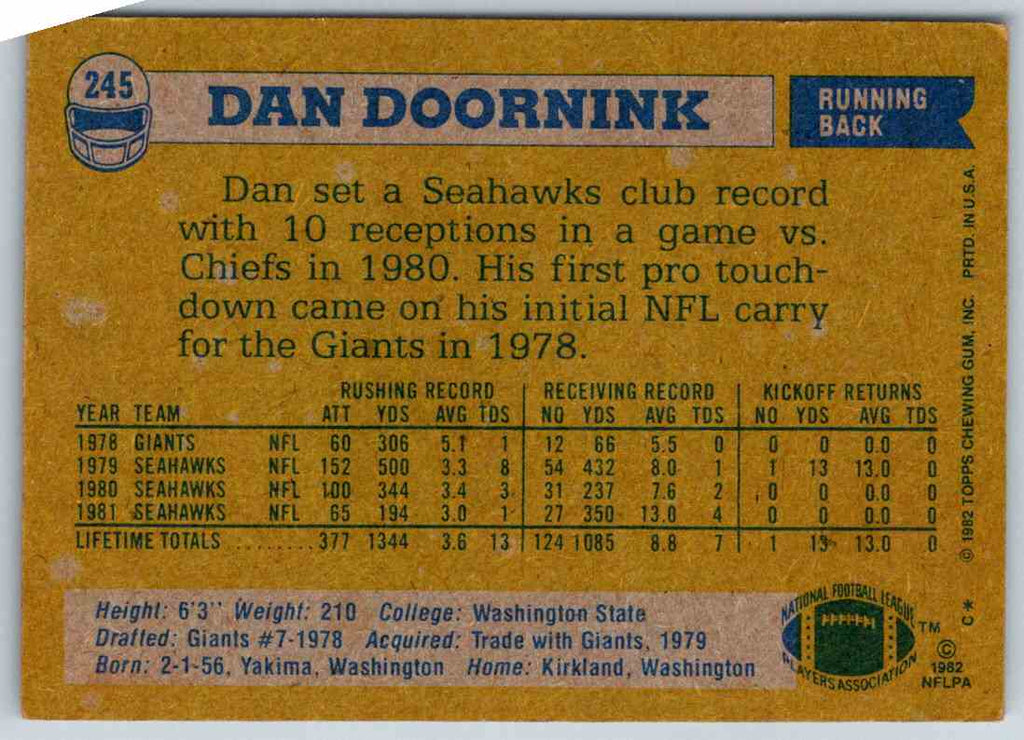 245
DAN DOORNINK
RUNNING
BACK
Dan set a Seahawks club record
with 10 receptions in a game vs.
Chiefs in 1980. His first pro touch-
down came on his initial NFL carry
for the Giants in 1978.
RUSHING RECORD RECEIVING RECORD KICKOFF RETURNS
YEAR TEAM ATT YDS AVG TDS NO YDS AVG TDS NO YDS AVG TDS
1978 GIANTS NFL 60 306 5.1 1 12 66 5.5 0 0 0 0.0 0
1979 SEAHAWKS NFL 152 500 3.3 8 54 432 8.0 1 1 13 13.0 0
1980 SEAHAWKS NFL 100 344 3.4 3 31 237 7.6 2 0 0 0.0 0
1981 SEAHAWKS NFL 65 194 3.0 1 27 350 13.0 4 0 0 0.0 0
LIFETIME TOTALS .......... 377 1344 3.6 13 124 1085 8.8 7 1 13 13.0 0
Height: 6'3" Weight: 210 College: Washington State
Drafted: Giants #7-1978 Acquired: Trade with Giants, 1979
Born: 2-1-56, Yakima, Washington Home: Kirkland, Washington
NATIONAL FOOTBALL LEAGUE
PLAYERS ASSOCIATION
TM
©
1982
NFLPA
© 1982 TOPPS CHEWING GUM, INC. PRTD. IN U.S.A.
C*